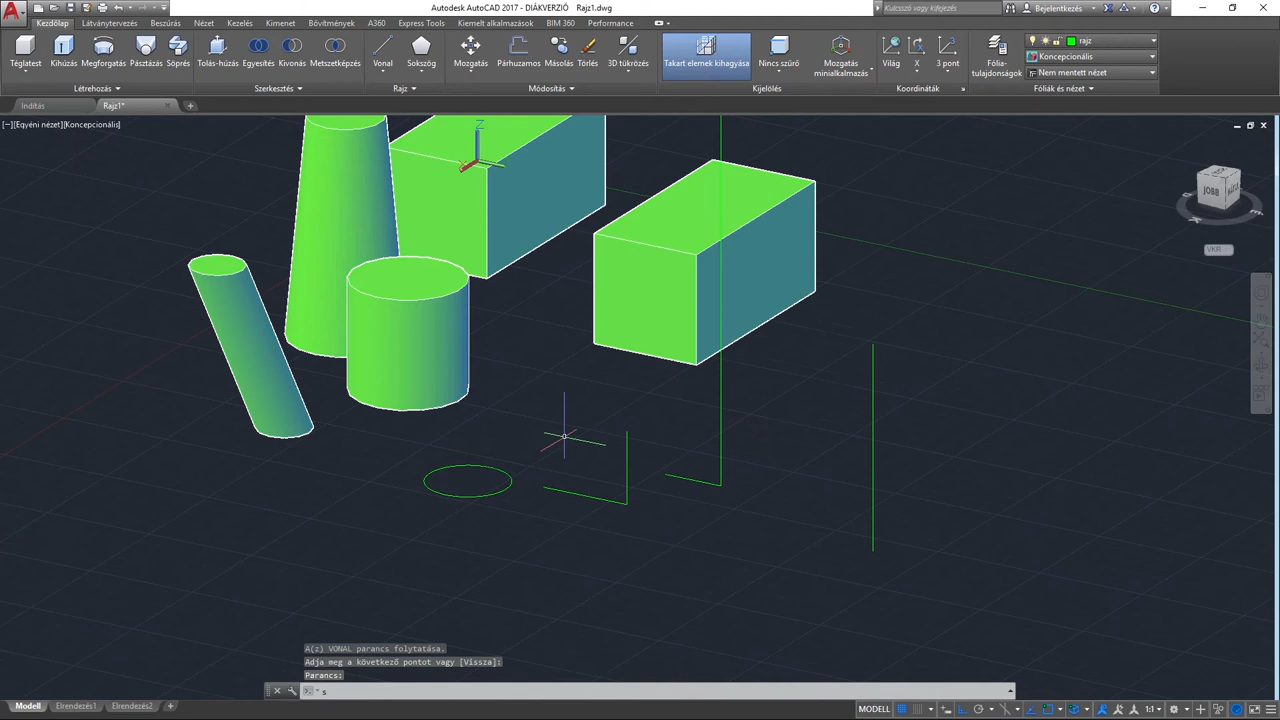 Autodesk AutoCAD 2017 - DIÁKVERZIÓ Rajz1.dwg
Kulcsszó vagy kifejezés
Bejelentkezés
Kezdőlap
Látványtervezés
Beszúrás
Nézet
Kezelés
Kimenet
Bővítmények
A360
Express Tools
Kiemelt alkalmazások
BIM 360
Performance
Téglatest
Kihúzás
Megforgatás
Pásztázás
Söprés
Tolás-húzás
Egyesítés
Kivonás
Metszetképzés
Vonal
Sokszög
Mozgatás
Párhuzamos
Másolás
Törlés
3D tükrözés
Takart elemek kihagyása
Nincs szűrő
Mozgatás
minialkalmazás
Világ
X
3 pont
Fólia-
tulajdonságok
rajz
Koncepcionális
Nem mentett nézet
Létrehozás
Szerkesztés
Rajz
Módosítás
Kijelölés
Koordináták
Fóliák és nézet
Indítás
Rajz1*
[−][Egyéni nézet][Koncepcionális]
Z
JOBB
VKR
A(z) VONAL parancs folytatása.
Adja meg a következő pontot vagy [Vissza]:
Parancs:
s
Modell
Elrendezés1
Elrendezés2
MODELL
1:1